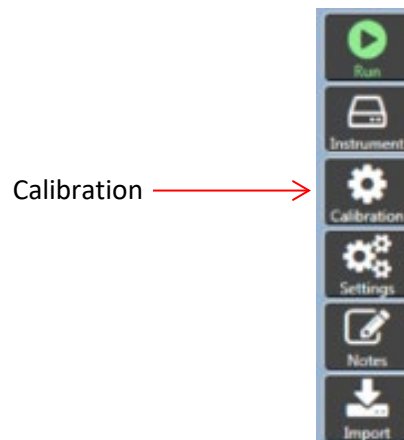 Run
Instrument
Calibration
Calibration
Settings
Notes
Import